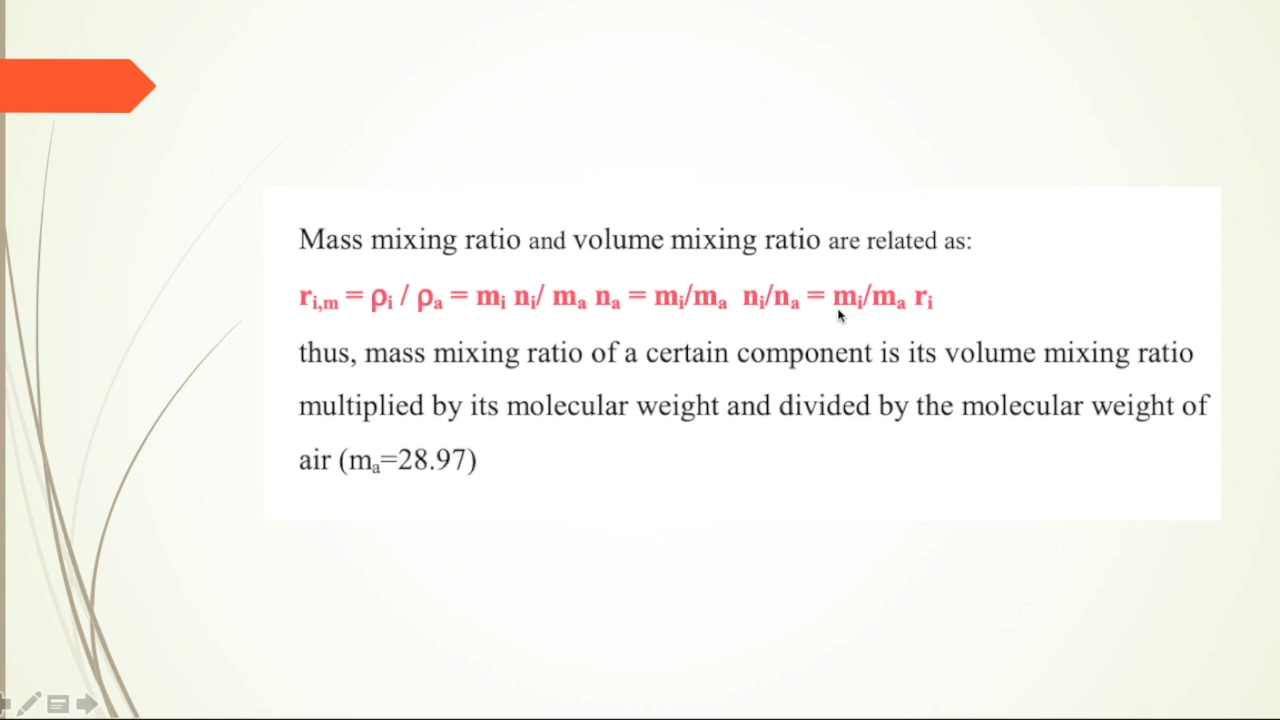 Mass mixing ratio and volume mixing ratio are related as:
rᵢ,ₘ = ρᵢ / ρₐ = mᵢ nᵢ/ mₐ nₐ = mᵢ/mₐ nᵢ/nₐ = mᵢ/mₐ rᵢ
thus, mass mixing ratio of a certain component is its volume mixing ratio
multiplied by its molecular weight and divided by the molecular weight of
air (mₐ=28.97)